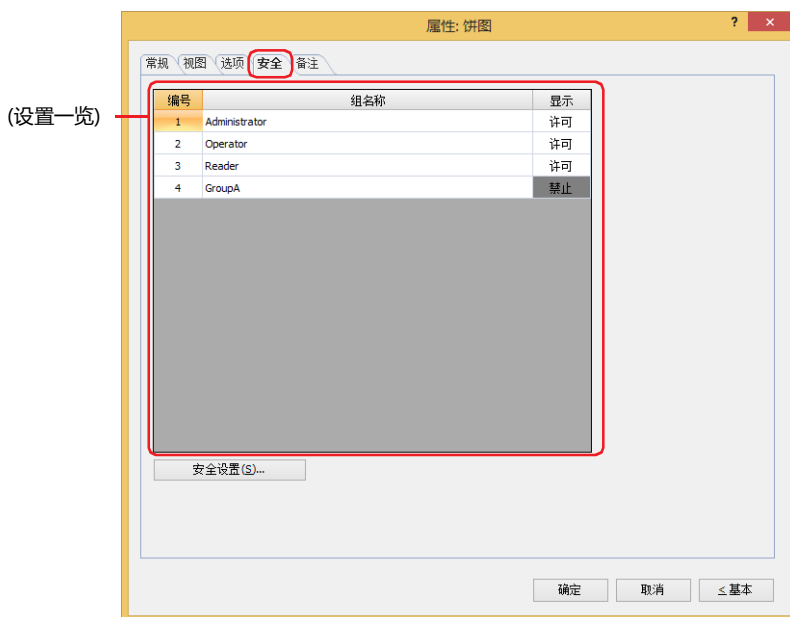 属性: 饼图
? ×
常规 视图 选项 安全 备注
(设置一览)
编号 组名称 显示
1 Administrator 许可
2 Operator 许可
3 Reader 许可
4 GroupA 禁止
安全设置(S)...
确定 取消 <基本